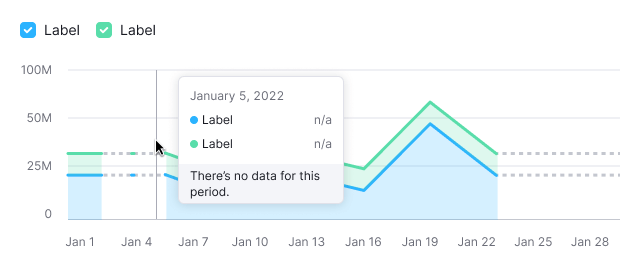 Label Label
100M
January 5, 2022
50M
Label n/a
Label n/a
25M
There's no data for this
period.
0
Jan 1 Jan 4 Jan 7 Jan 10 Jan 13 Jan 16 Jan 19 Jan 22 Jan 25 Jan 28